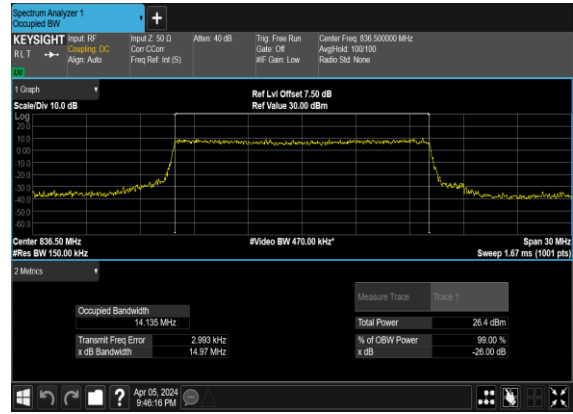 Spectrum Analyzer 1
Occupied BW
KEYSIGHT Input: RF Input Z: 50 Ω Atten: 40 dB Trig: Free Run Center Freq: 836.500000 MHz
RLT Coupling: DC Corr CCorr Gate: Off Avg|Hold: 100/100
Align: Auto Freq Ref: Int (S) #IF Gain: Low Radio Std: None
1 Graph Ref Lvl Offset 7.50 dB
Scale/Div 10.0 dB Ref Value 30.00 dBm
Log
20.0
10.0
0.00
-10.0
-20.0
-30.0
-40.0
-50.0
-60.0
Center 836.50 MHz #Video BW 470.00 kHz* Span 30 MHz
#Res BW 150.00 kHz Sweep 1.67 ms (1001 pts)
2 Metrics
Measure Trace Trace 1
Occupied Bandwidth
14.135 MHz Total Power 26.4 dBm
Transmit Freq Error 2.993 kHz % of OBW Power 99.00 %
x dB Bandwidth 14.97 MHz x dB -26.00 dB
Apr 05, 2024
9:46:16 PM